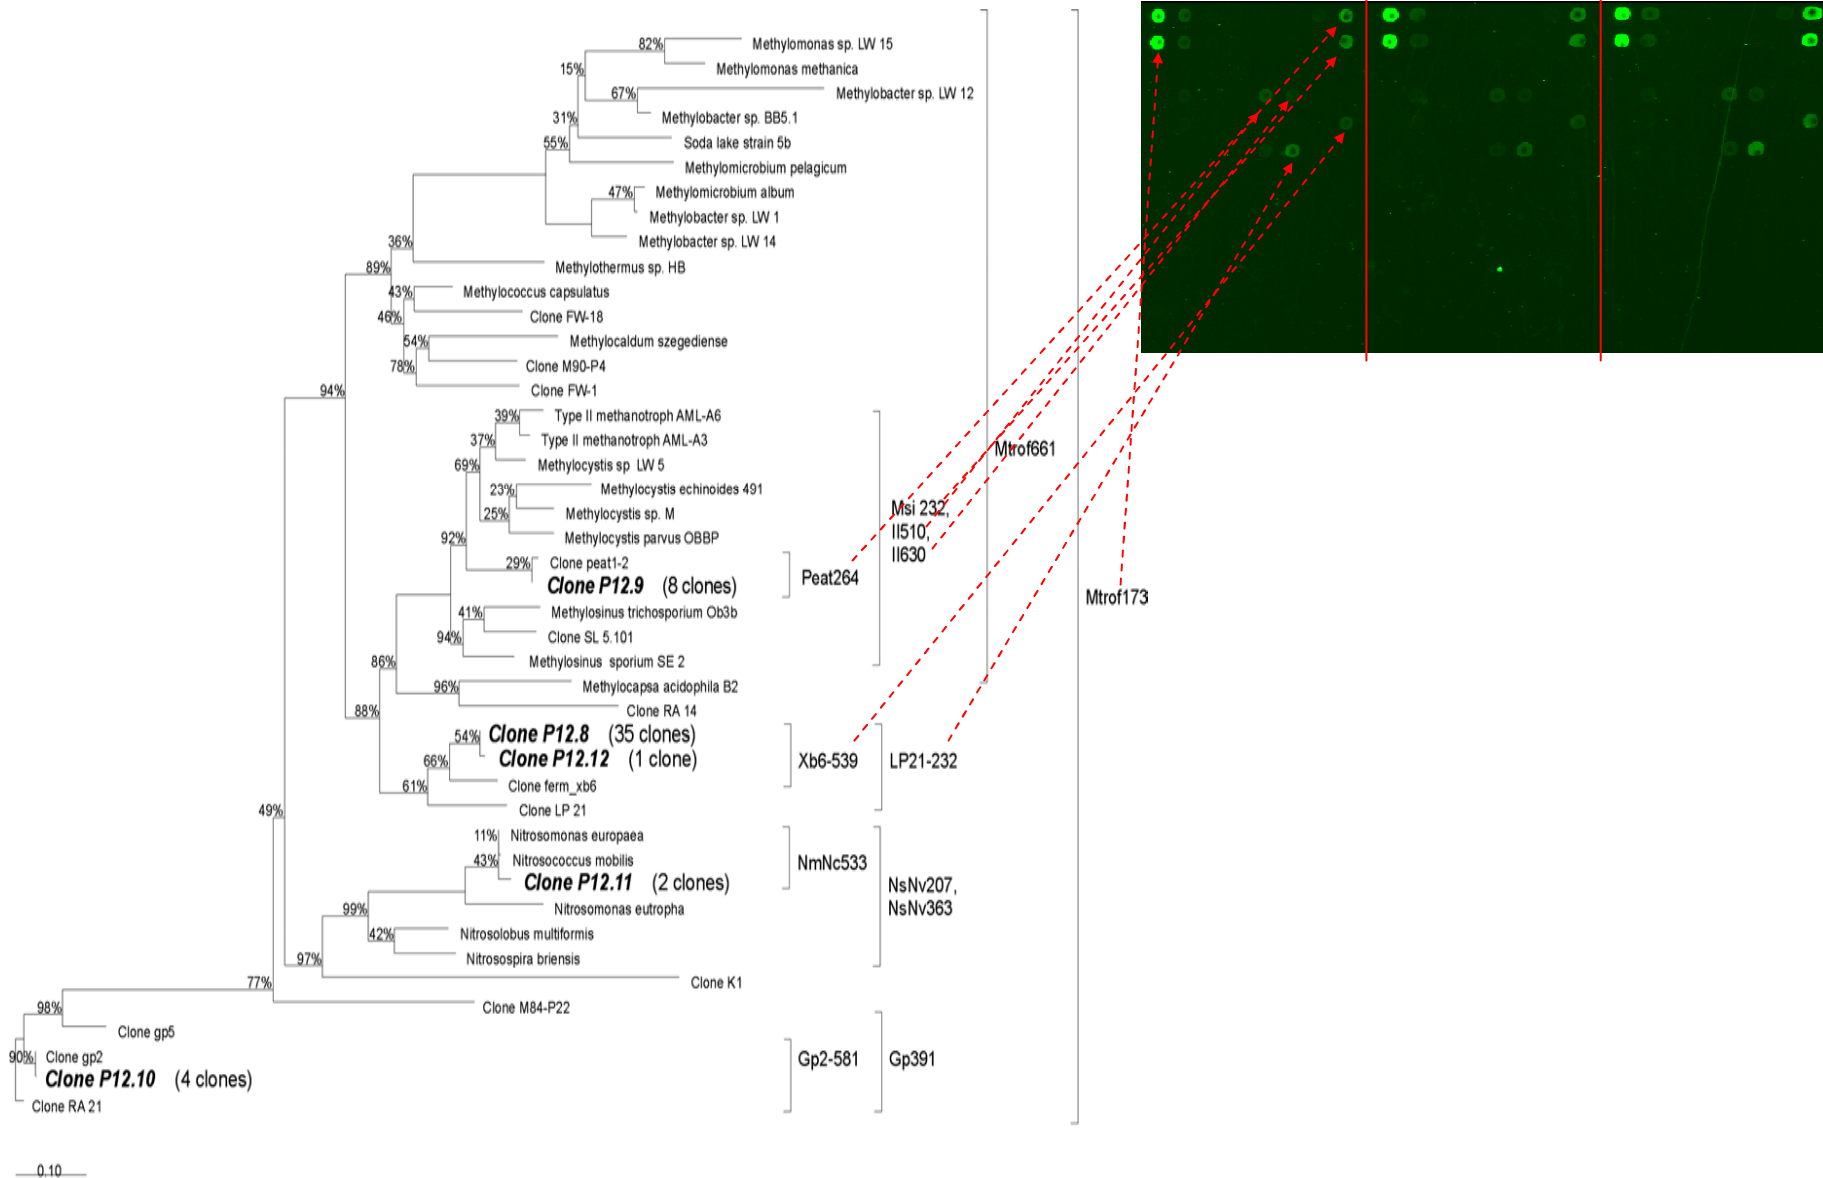 82% Methylomonas sp. LW 15
15% Methylomonas methanica
67% Methylobacter sp. LW 12
31% Methylobacter sp. BB5.1
55% Soda lake strain 5b
Methylomicrobium pelagicum
47% Methylomicrobium album
Methylobacter sp. LW 1
36% Methylobacter sp. LW 14
89% Methylothermus sp. HB
43% Methylococcus capsulatus
46% Clone FW-18
54% Methylocaldum szegediense
78% Clone M90-P4
94% Clone FW-1
39% Type II methanotroph AML-A6
37% Type II methanotroph AML-A3
Mtrof661
69% Methylocystis sp LW 5
23% Methylocystis echinoides 491
25% Methylocystis sp. M
Msi 232,
II510,
II630
92% Methylocystis parvus OBBP
29% Clone peat1-2
Peat264
Clone P12.9 (8 clones)
Mtrof173
41% Methylosinus trichosporium Ob3b
94% Clone SL 5.101
86% Methylosinus sporium SE 2
96% Methylocapsa acidophila B2
88% Clone RA 14
54% Clone P12.8 (35 clones)
66% Clone P12.12 (1 clone)
Xb6-539 LP21-232
61% Clone ferm_xb6
49% Clone LP 21
11% Nitrosomonas europaea
43% Nitrosococcus mobilis
NmNc533
Clone P12.11 (2 clones)
NsNv207,
NsNv363
99% Nitrosomonas eutropha
42% Nitrosolobus multiformis
97% Nitrosospira briensis
77% Clone K1
98% Clone M84-P22
Clone gp5
90% Clone gp2
Gp2-581 Gp391
Clone P12.10 (4 clones)
Clone RA 21
0.10